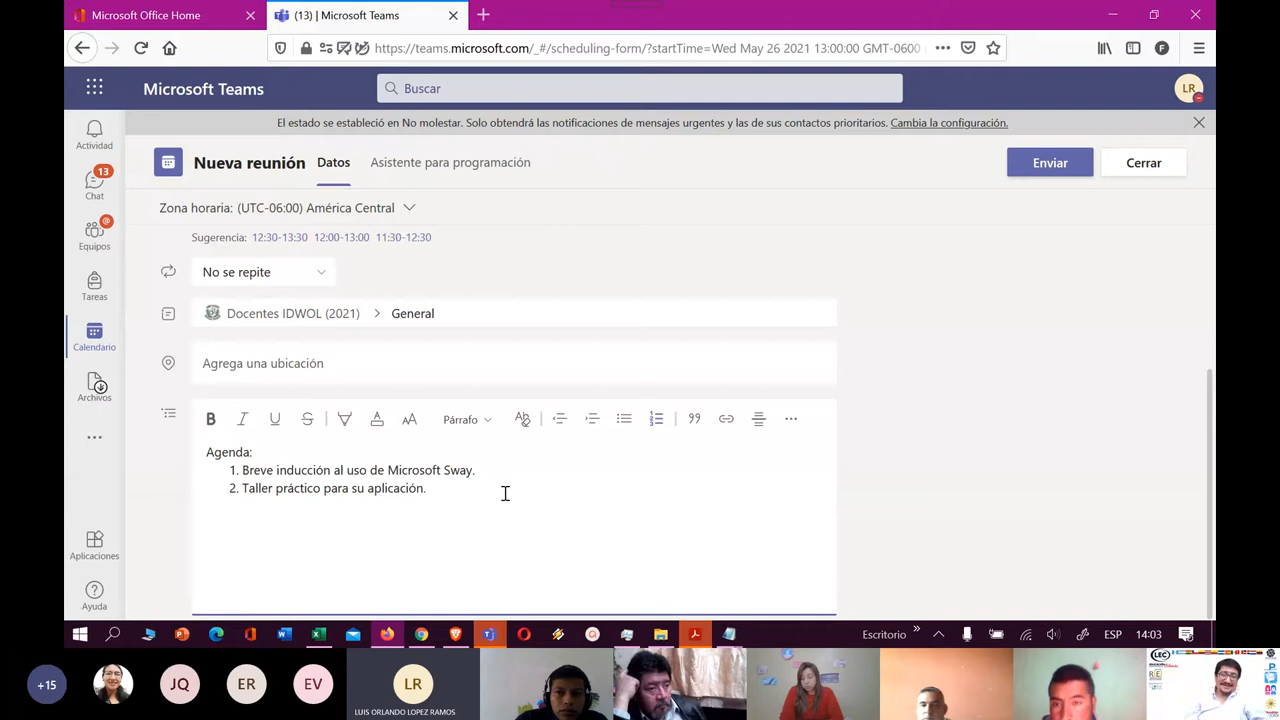 Microsoft Office Home
(13) | Microsoft Teams
https://teams.microsoft.com/_#/scheduling-form/?startTime=Wed May 26 2021 13:00:00 GMT-0600
F
Microsoft Teams
Buscar
LR
El estado se estableció en No molestar. Solo obtendrá las notificaciones de mensajes urgentes y las de sus contactos prioritarios. Cambia la configuración.
Actividad
13
Chat
@
Equipos
Tareas
Calendario
Archivos
Aplicaciones
Ayuda
Nueva reunión
Datos
Asistente para programación
Enviar
Cerrar
Zona horaria: (UTC-06:00) América Central
Sugerencia: 12:30-13:30 12:00-13:00 11:30-12:30
No se repite
Docentes IDWOL (2021) > General
Agrega una ubicación
Párrafo
Agenda:
1. Breve inducción al uso de Microsoft Sway.
2. Taller práctico para su aplicación.
Escritorio
ESP
14:03
+15
JQ
ER
EV
LR
LUIS ORLANDO LOPEZ RAMOS
LEC